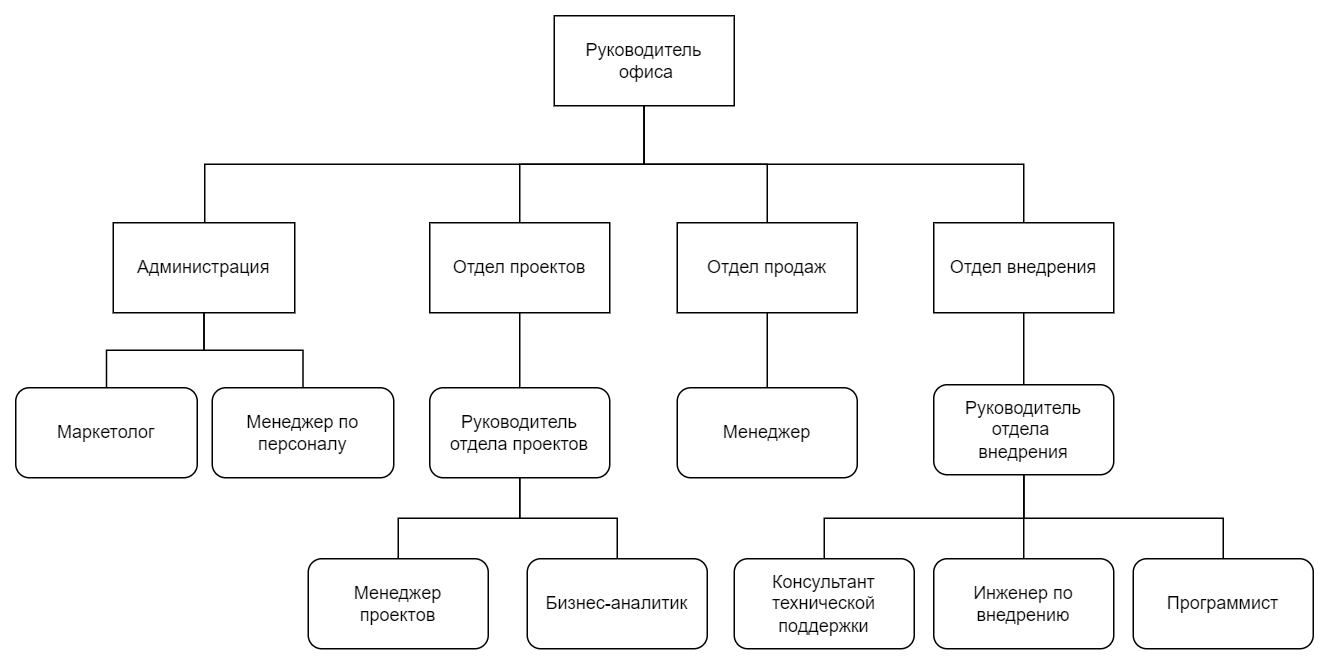 Руководитель
офиса
Администрация
Отдел проектов
Отдел продаж
Отдел внедрения
Маркетолог
Менеджер по
персоналу
Руководитель
отдела проектов
Менеджер
Руководитель
отдела
внедрения
Менеджер
проектов
Бизнес-аналитик
Консультант
технической
поддержки
Инженер по
внедрению
Программист